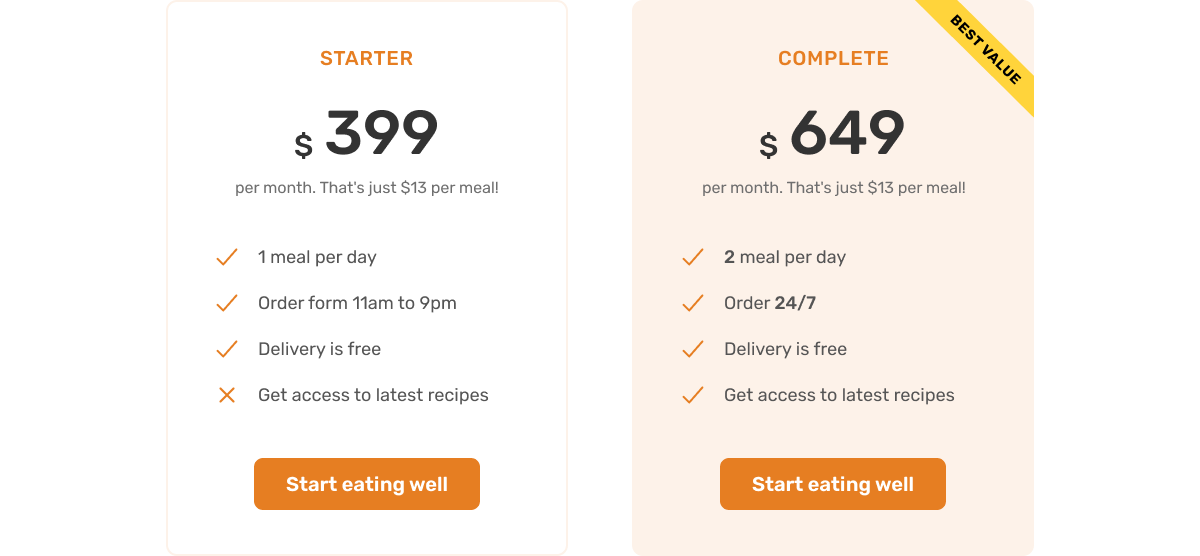 STARTER
$ 399
per month. That's just $13 per meal!
1 meal per day
Order form 11am to 9pm
Delivery is free
Get access to latest recipes
Start eating well
BEST VALUE
COMPLETE
$ 649
per month. That's just $13 per meal!
2 meal per day
Order 24/7
Delivery is free
Get access to latest recipes
Start eating well